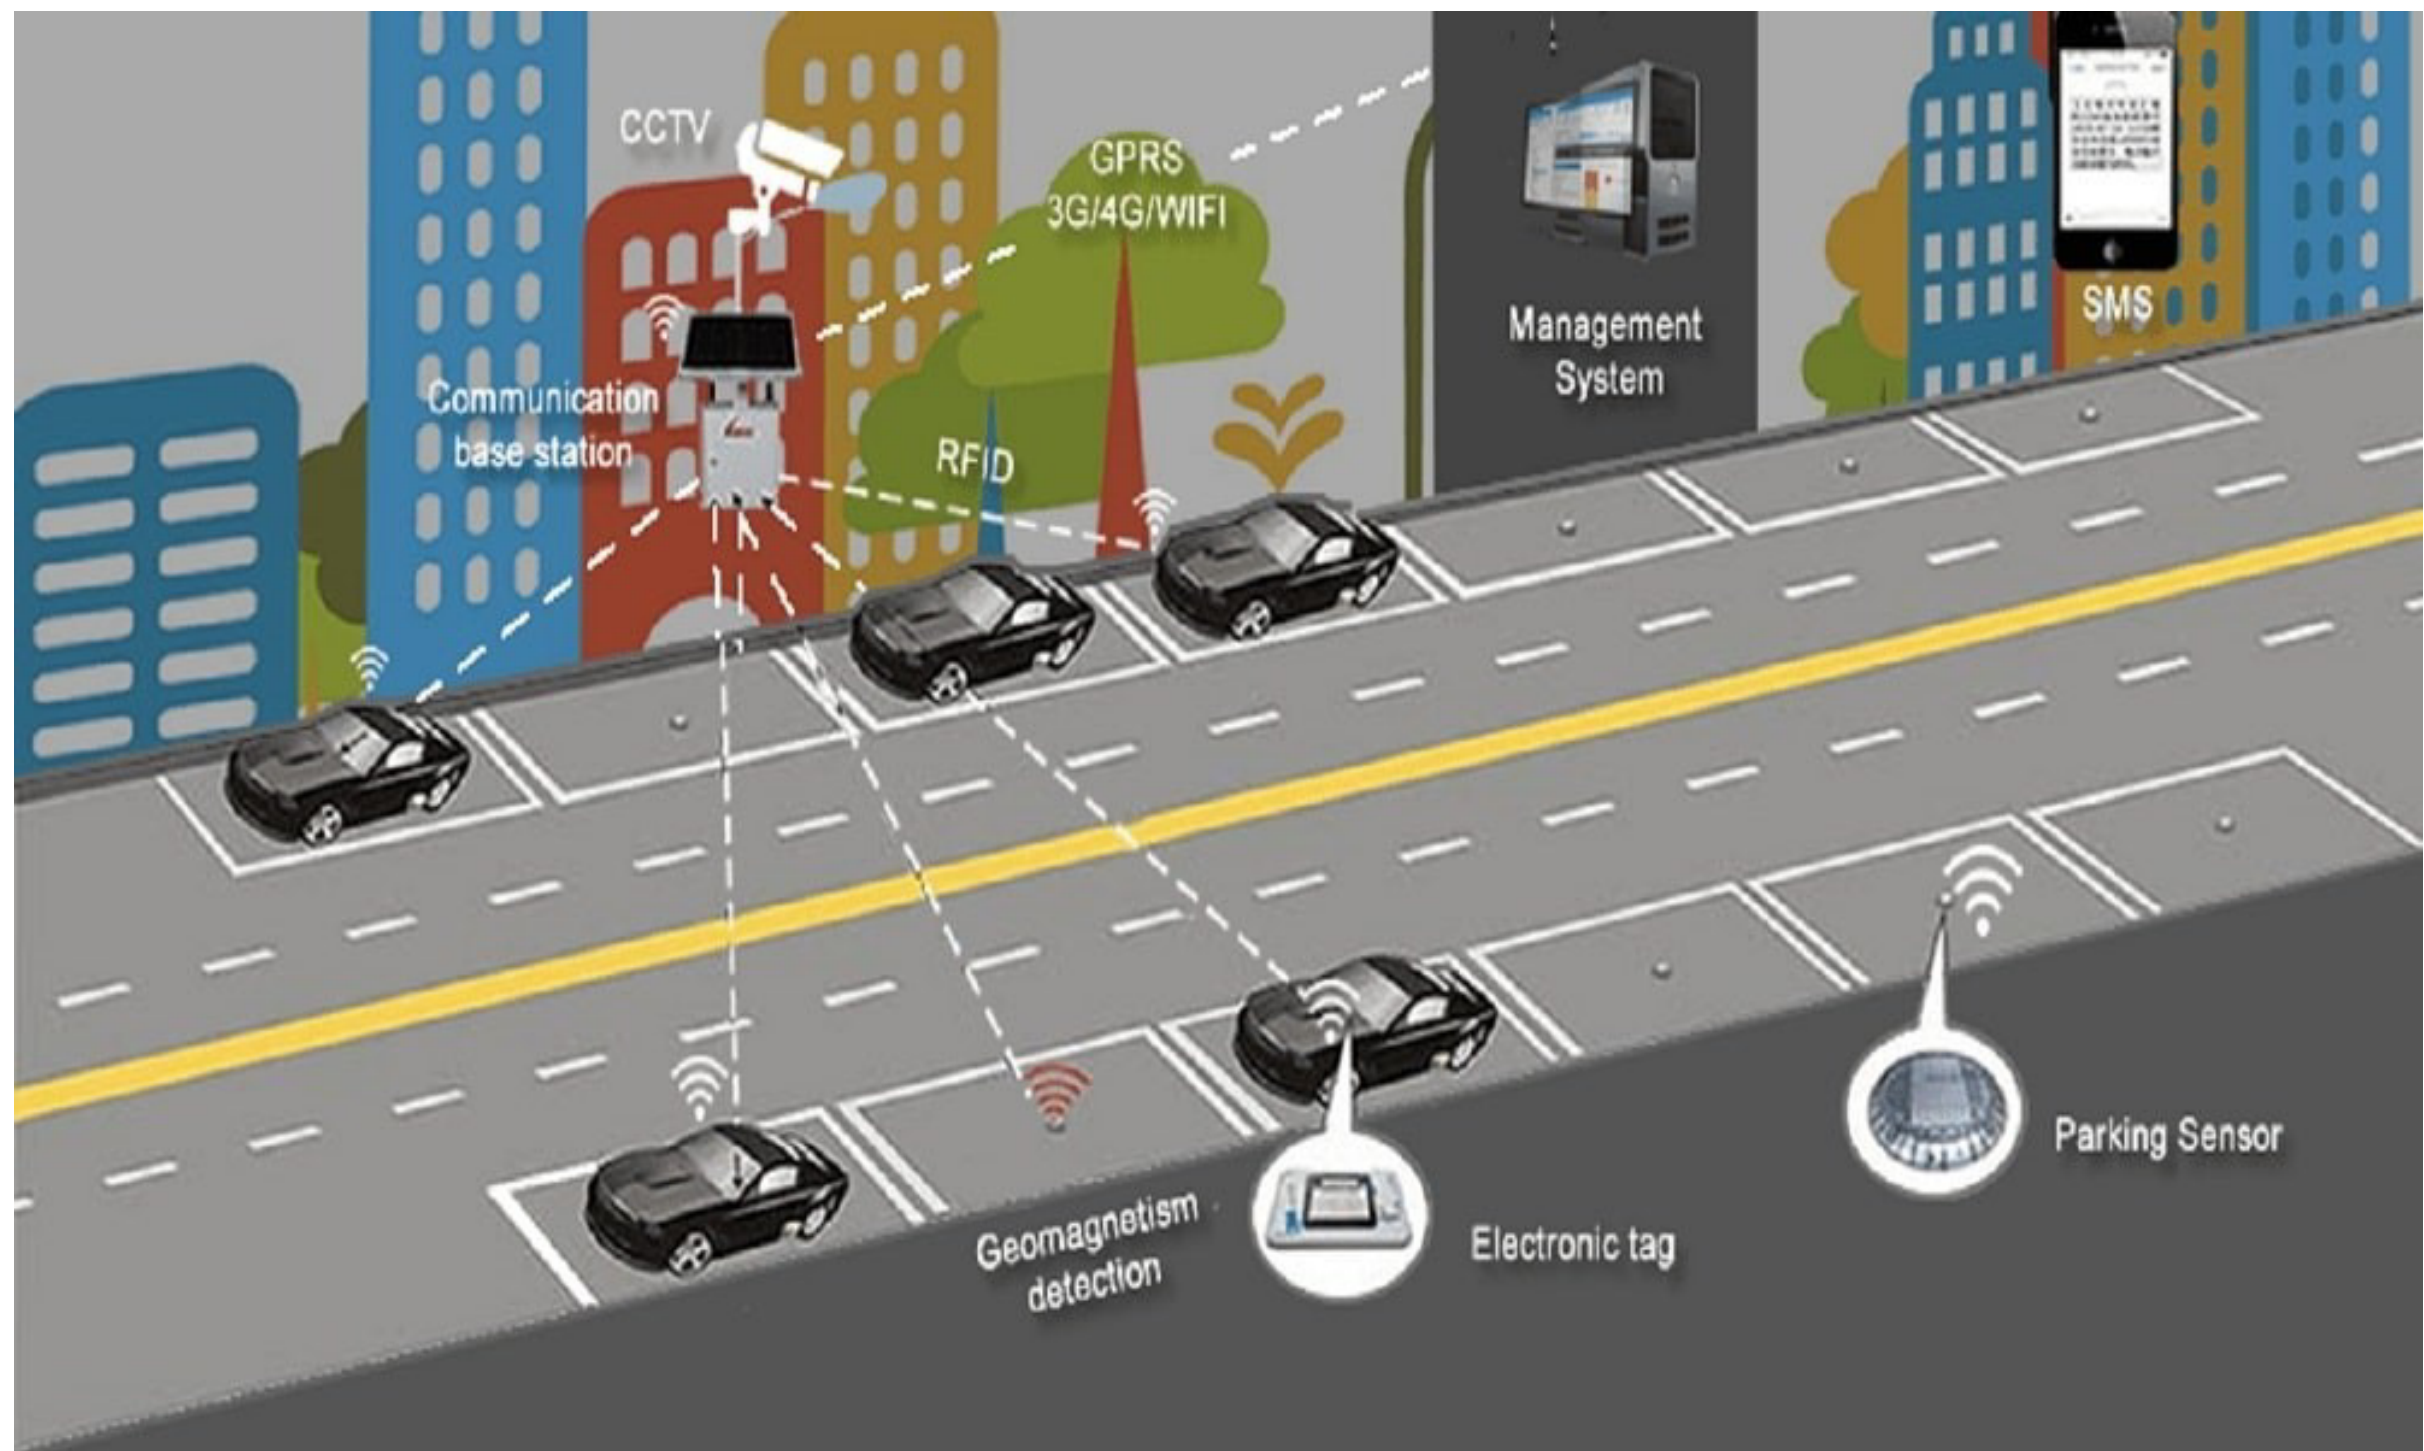 CCTV
GPRS
3G/4G/WIFI
Management
System
SMS
Communication
base station
RFID
Parking Sensor
Geomagnetism
detection
Electronic tag